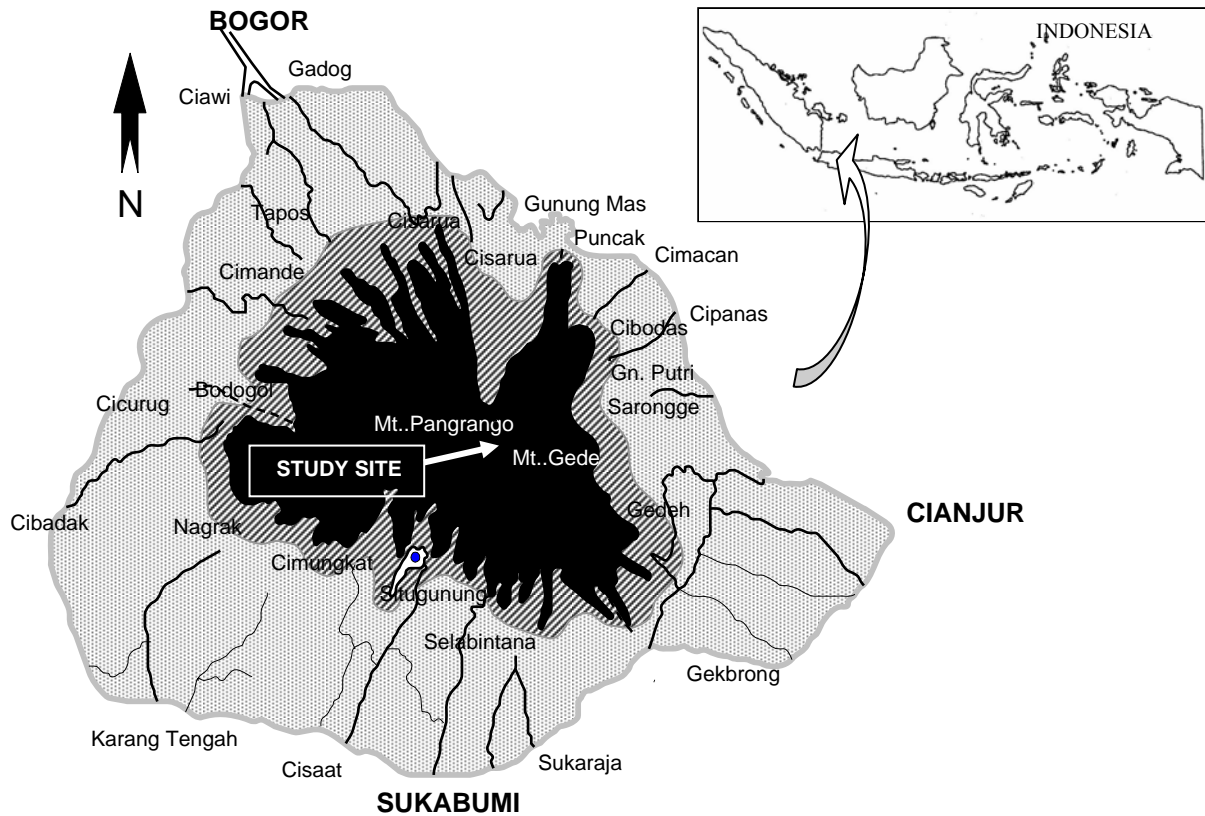 BOGOR
INDONESIA
Gadog
Ciawi
N
Tapos
Cisarua
Gunung Mas
Puncak
Cisarua
Cimacan
Cimande
Cibodas
Cipanas
Gn. Putri
Bodogol
Cicurug
Sarongge
Mt..Pangrango
STUDY SITE
Mt..Gede
Gedeh
CIANJUR
Cibadak
Nagrak
Cimungkat
Situgunung
Selabintana
Gekbrong
Karang Tengah
Cisaat
Sukaraja
SUKABUMI